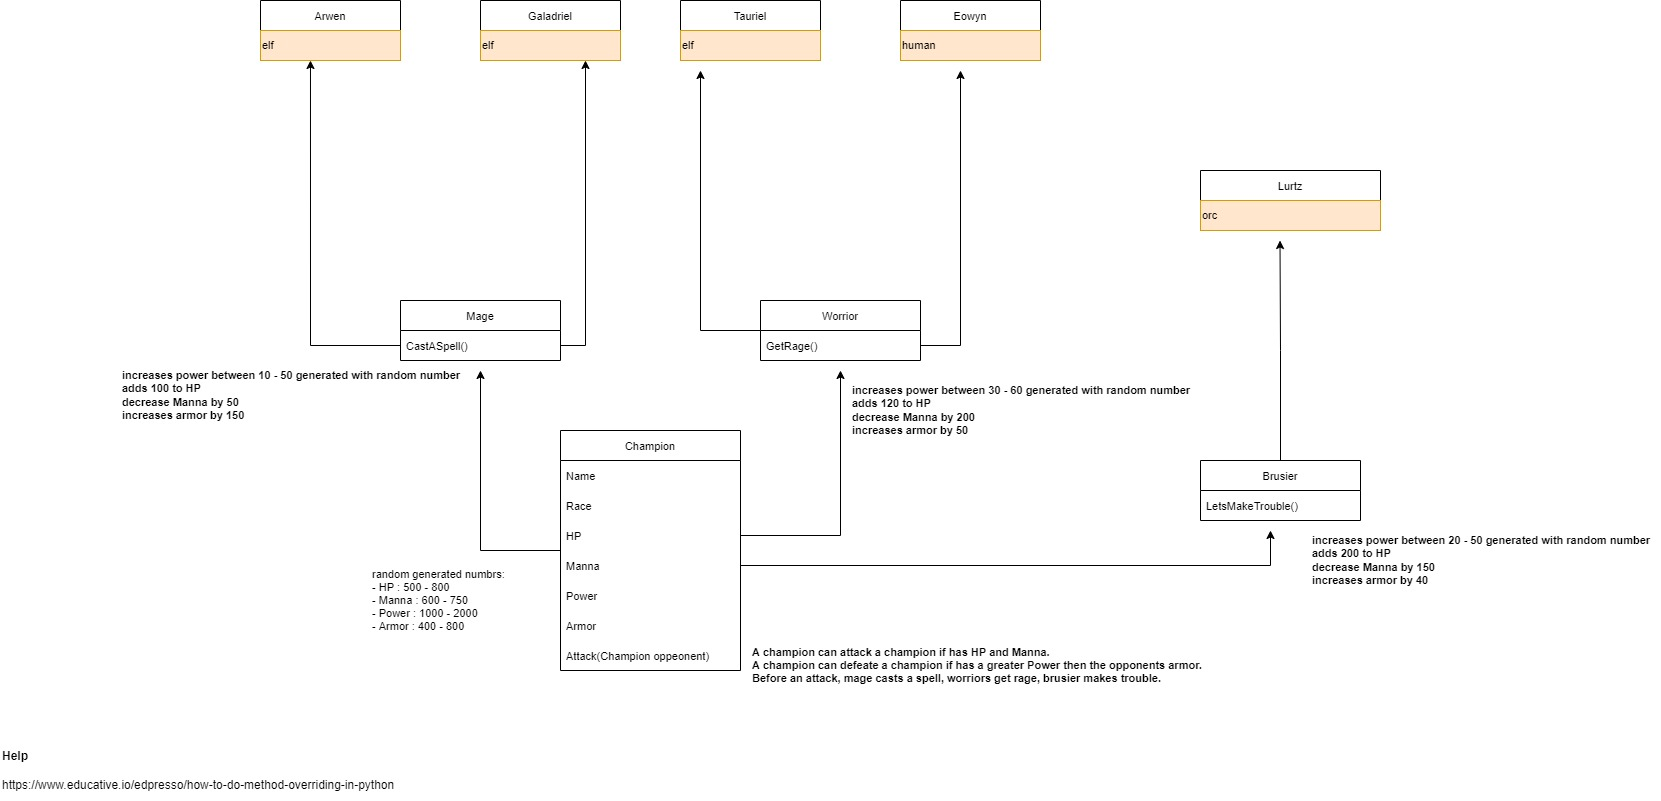 Arwen
elf
Galadriel
elf
Tauriel
elf
Eowyn
human
Lurtz
orc
Mage
CastASpell()
increases power between 10 - 50 generated with random number
adds 100 to HP
decrease Manna by 50
increases armor by 150
Worrior
GetRage()
increases power between 30 - 60 generated with random number
adds 120 to HP
decrease Manna by 200
increases armor by 50
Champion
Name
Race
HP
Manna
Power
Armor
Attack(Champion oppeonent)
random generated numbrs:
- HP : 500 - 800
- Manna : 600 - 750
- Power : 1000 - 2000
- Armor : 400 - 800
Brusier
LetsMakeTrouble()
increases power between 20 - 50 generated with random number
adds 200 to HP
decrease Manna by 150
increases armor by 40
A champion can attack a champion if has HP and Manna.
A champion can defeate a champion if has a greater Power then the opponents armor.
Before an attack, mage casts a spell, worriors get rage, brusier makes trouble.
Help
https://www.educative.io/edpresso/how-to-do-method-overriding-in-python